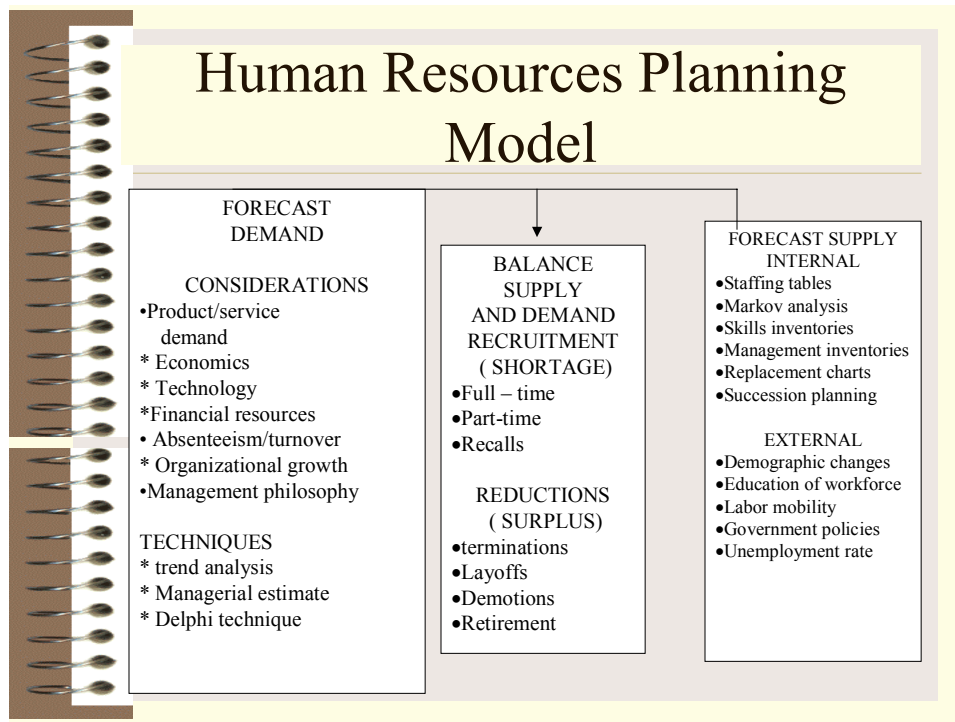 Human Resources Planning
Model
FORECAST
DEMAND
CONSIDERATIONS
•Product/service
demand
* Economics
* Technology
*Financial resources
• Absenteeism/turnover
* Organizational growth
•Management philosophy
TECHNIQUES
* trend analysis
* Managerial estimate
* Delphi technique
BALANCE
SUPPLY
AND DEMAND
RECRUITMENT
( SHORTAGE)
•Full – time
•Part-time
•Recalls
REDUCTIONS
( SURPLUS)
•terminations
•Layoffs
•Demotions
•Retirement
FORECAST SUPPLY
INTERNAL
•Staffing tables
•Markov analysis
•Skills inventories
•Management inventories
•Replacement charts
•Succession planning
EXTERNAL
•Demographic changes
•Education of workforce
•Labor mobility
•Government policies
•Unemployment rate